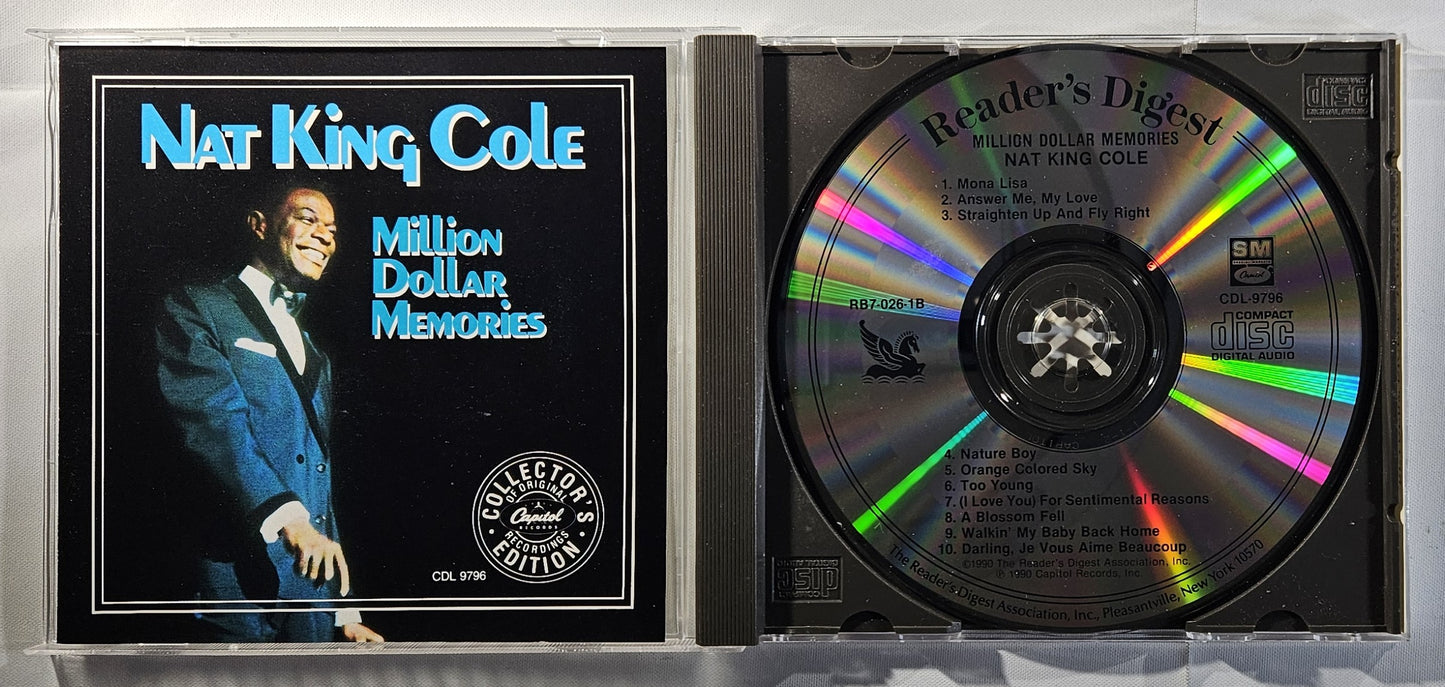 Nat King Cole
Million
Dollar
Memories
COLLECTOR'S
OF ORIGINAL
Capitol
RECORDS
RECORDINGS
EDITION
CDL 9796
Reader's Digest
MILLION DOLLAR MEMORIES
NAT KING COLE
1. Mona Lisa
2. Answer Me, My Love
3. Straighten Up And Fly Right
RB7-026-1B
SM
Capitol
CDL-9796
COMPACT
disc
DIGITAL AUDIO
4. Nature Boy
5. Orange Colored Sky
6. Too Young
7. (I Love You) For Sentimental Reasons
8. A Blossom Fell
9. Walkin' My Baby Back Home
10. Darling, Je Vous Aime Beaucoup
©1990 The Reader's Digest Association, Inc.
℗ 1990 Capitol Records, Inc.
The Reader's Digest Association, Inc., Pleasantville, New York 10570
COMPACT
disc
DIGITAL AUDIO